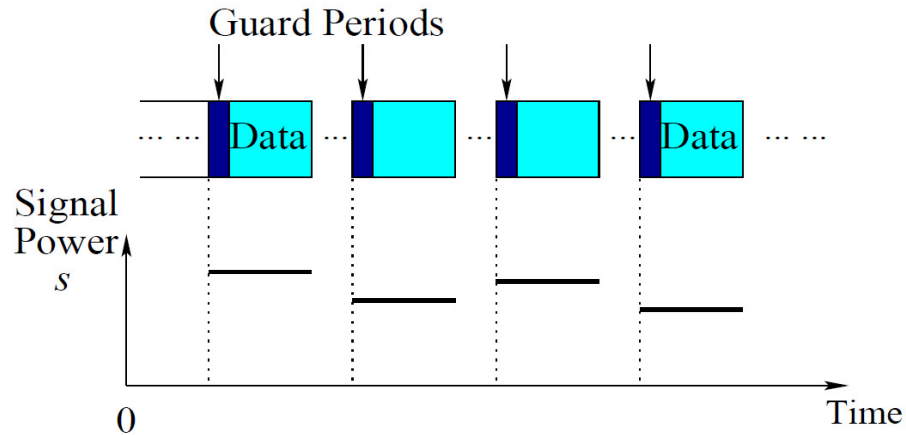 Guard Periods
... ... Data ... ... ... Data ... ...
Signal
Power
s
0
Time